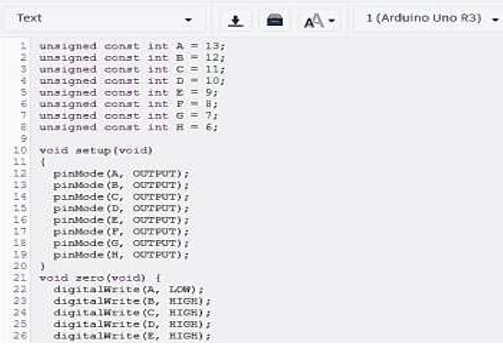 Text
1 (Arduino Uno R3)
1 unsigned const int A = 13;
2 unsigned const int B = 12;
3 unsigned const int C = 11;
4 unsigned const int D = 10;
5 unsigned const int E = 9;
6 unsigned const int F = 8;
7 unsigned const int G = 7;
8 unsigned const int H = 6;
9
10 void setup(void)
11 {
12 pinMode(A, OUTPUT);
13 pinMode(B, OUTPUT);
14 pinMode(C, OUTPUT);
15 pinMode(D, OUTPUT);
16 pinMode(E, OUTPUT);
17 pinMode(F, OUTPUT);
18 pinMode(G, OUTPUT);
19 pinMode(H, OUTPUT);
20 }
21 void zero(void) {
22 digitalWrite(A, LOW);
23 digitalWrite(B, HIGH);
24 digitalWrite(C, HIGH);
25 digitalWrite(D, HIGH);
26 digitalWrite(E, HIGH);